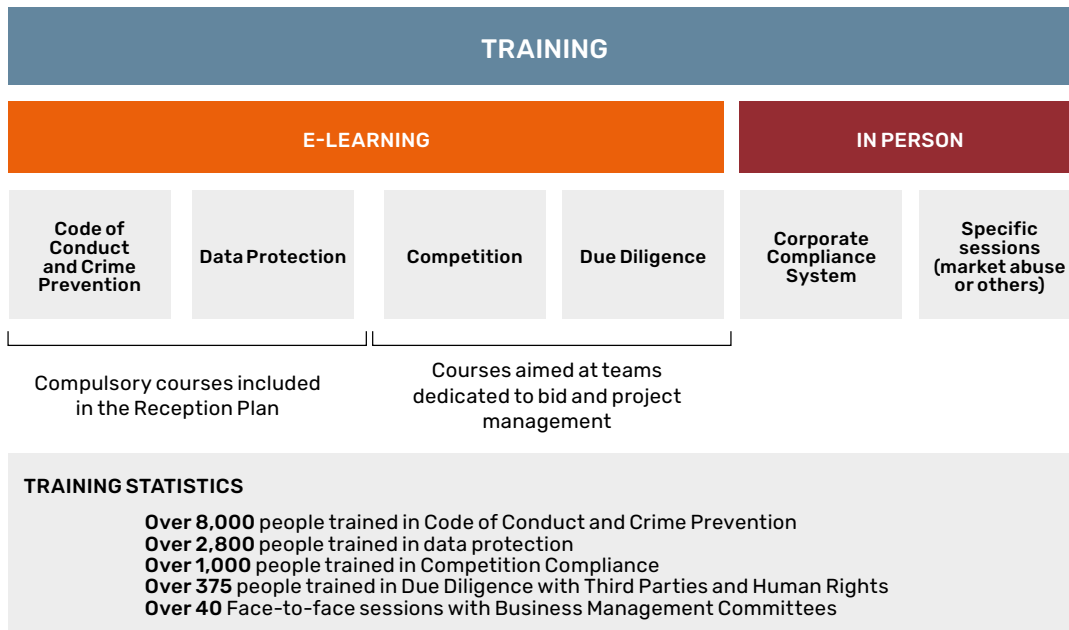 TRAINING
E-LEARNING
IN PERSON
Code of
Conduct
and Crime
Prevention
Data Protection
Competition
Due Diligence
Corporate
Compliance
System
Specific
sessions
(market abuse
or others)
Compulsory courses included
in the Reception Plan
Courses aimed at teams
dedicated to bid and project
management
TRAINING STATISTICS
Over 8,000 people trained in Code of Conduct and Crime Prevention
Over 2,800 people trained in data protection
Over 1,000 people trained in Competition Compliance
Over 375 people trained in Due Diligence with Third Parties and Human Rights
Over 40 Face-to-face sessions with Business Management Committees